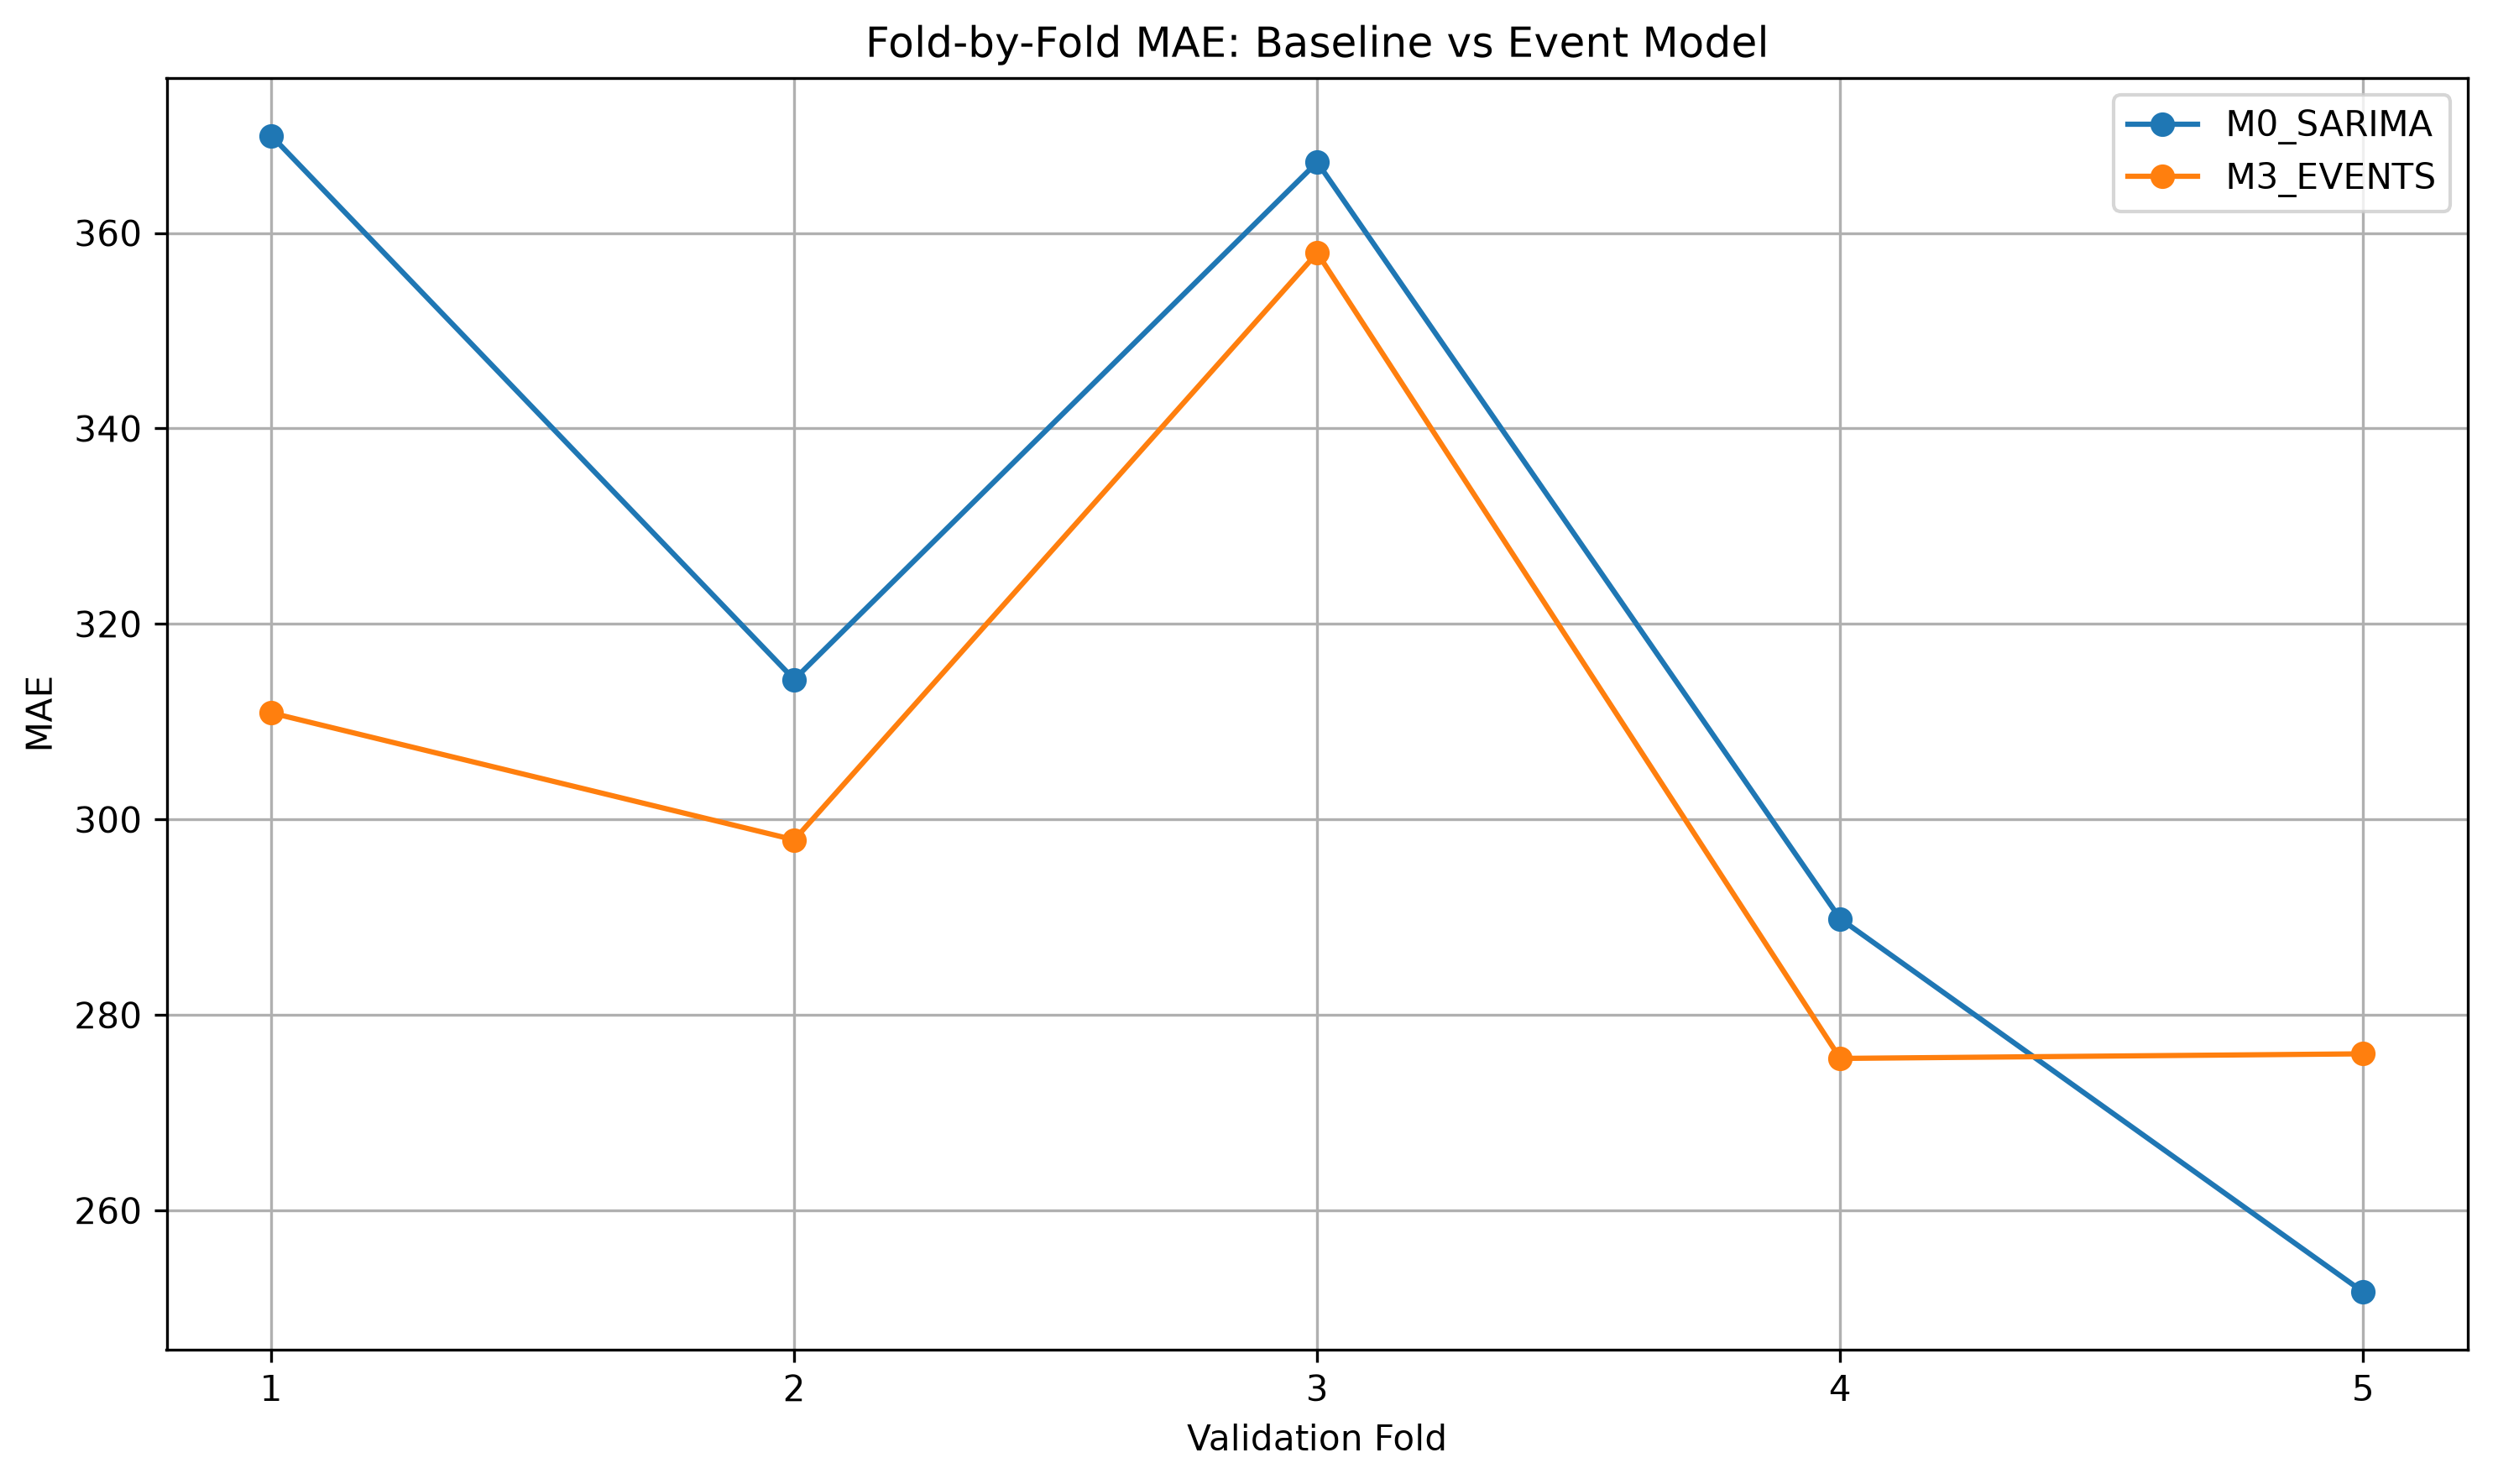 Fold-by-Fold MAE: Baseline vs Event Model
M0_SARIMA
M3_EVENTS
MAE
360
340
320
300
280
260
1 2 3 4 5
Validation Fold